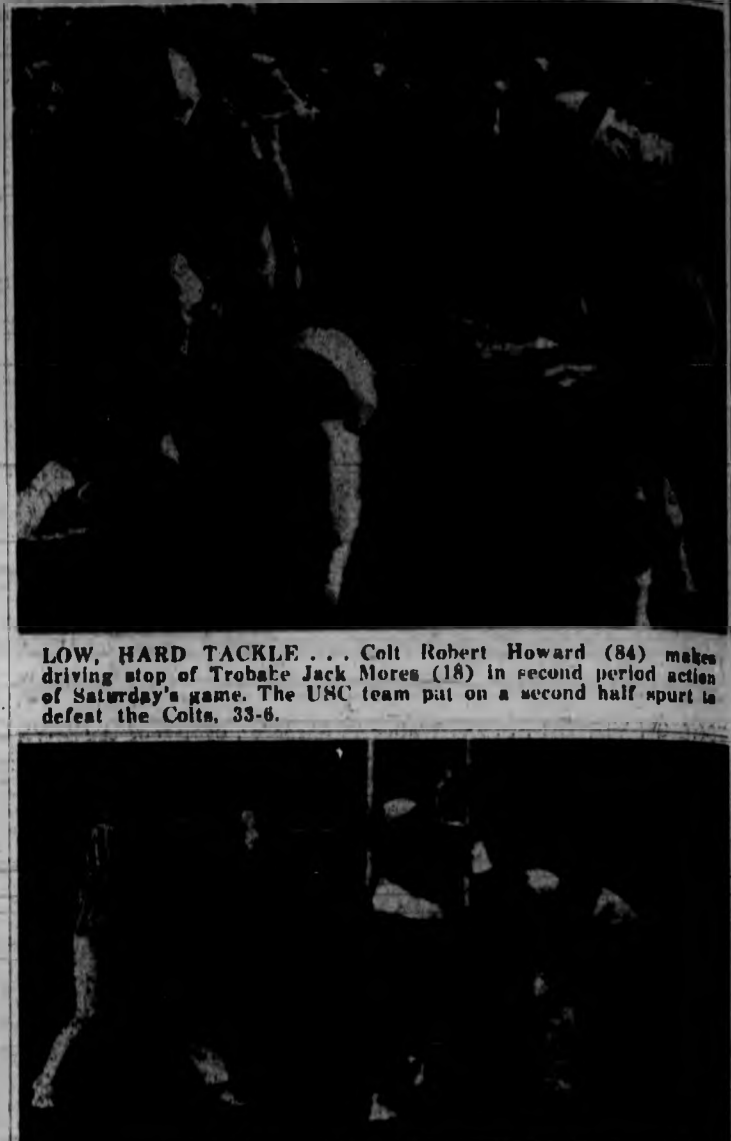 LOW, HARD TACKLE . . . Colt Robert Howard (84) makes
driving stop of Trobabe Jack Mores (18) in second period action
of Saturday's game. The USC team put on a second half spurt to
defeat the Colts, 33-6.